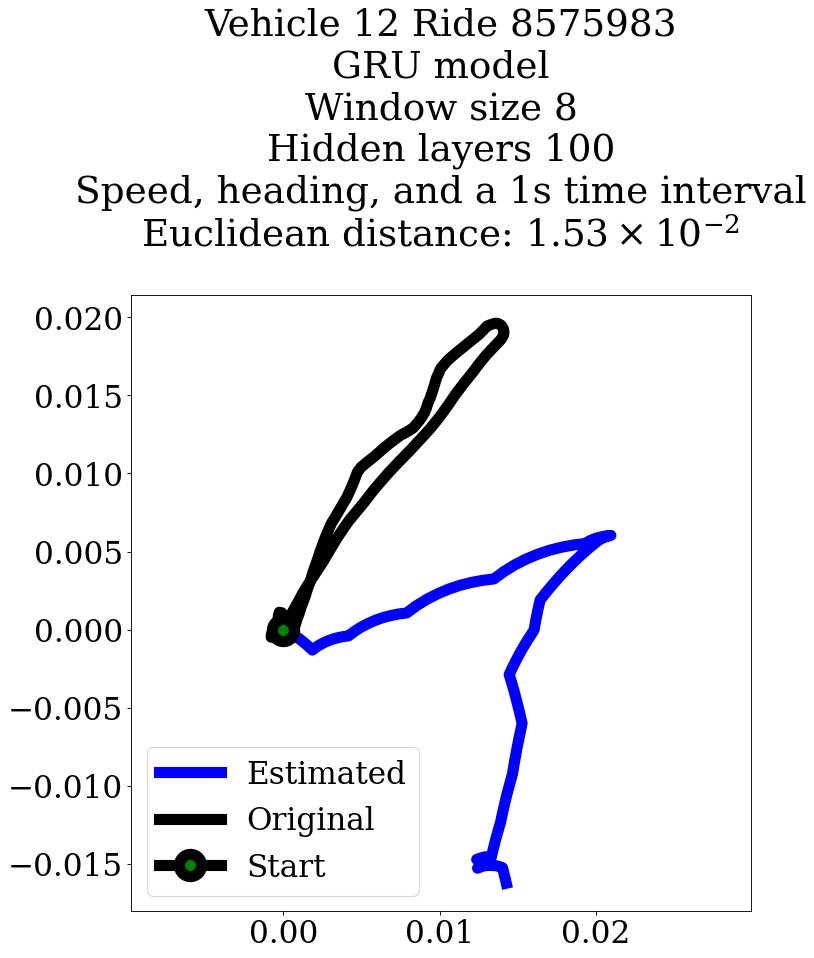 Vehicle 12 Ride 8575983
GRU model
Window size 8
Hidden layers 100
Speed, heading, and a 1s time interval
Euclidean distance: 1.53 × 10⁻²
0.020
0.015
0.010
0.005
0.000
−0.005
−0.010
−0.015
Estimated
Original
Start
0.00 0.01 0.02